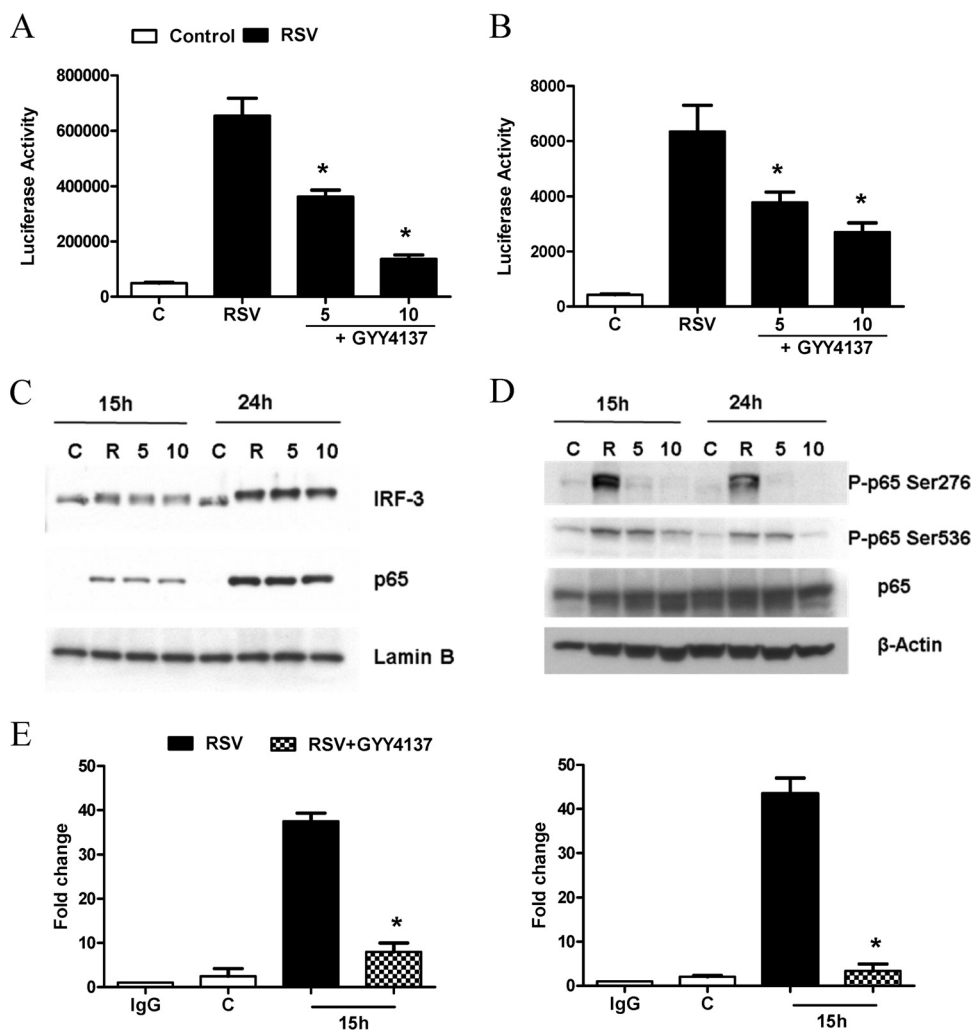 A
Control RSV
Luciferase Activity
800000
600000
400000
200000
0
*
*
C RSV 5 10
+ GYY4137
B
Luciferase Activity
8000
6000
4000
2000
0
*
*
C RSV 5 10
+ GYY4137
C
15h 24h
C R 5 10 C R 5 10
IRF-3
p65
Lamin B
D
15h 24h
C R 5 10 C R 5 10
P-p65 Ser276
P-p65 Ser536
p65
β-Actin
E
RSV RSV+GYY4137
Fold change
50
40
30
20
10
0
*
IgG C
15h
Fold change
50
40
30
20
10
0
*
IgG C
15h